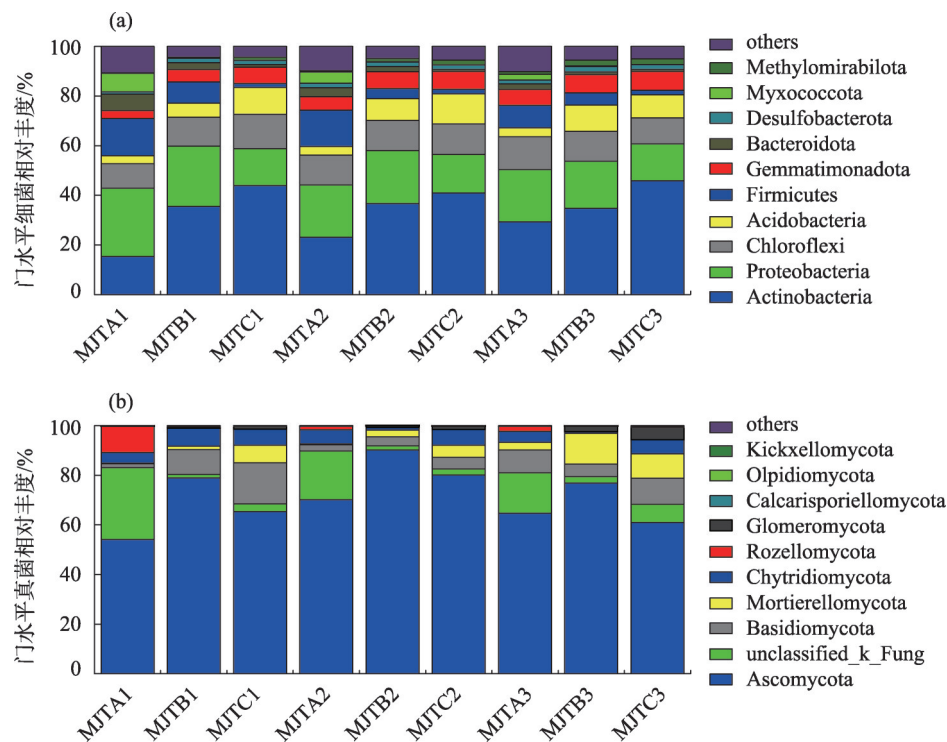 (a)
门水平细菌相对丰度/%
100
80
60
40
20
0
MJTA1
MJTB1
MJTC1
MJTA2
MJTB2
MJTC2
MJTA3
MJTB3
MJTC3
others
Methylomirabilota
Myxococcota
Desulfobacterota
Bacteroidota
Gemmatimonadota
Firmicutes
Acidobacteria
Chloroflexi
Proteobacteria
Actinobacteria
(b)
门水平真菌相对丰度/%
100
80
60
40
20
0
MJTA1
MJTB1
MJTC1
MJTA2
MJTB2
MJTC2
MJTA3
MJTB3
MJTC3
others
Kickxellomycota
Olpidiomycota
Calcarisporiellomycota
Glomeromycota
Rozellomycota
Chytridiomycota
Mortierellomycota
Basidiomycota
unclassified_k_Fung
Ascomycota